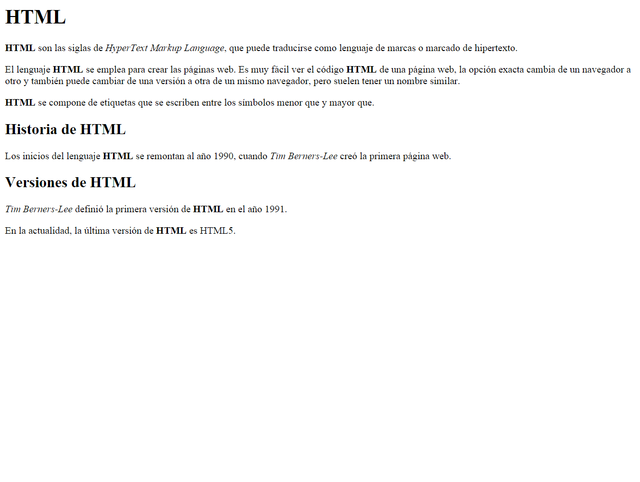 HTML
HTML son las siglas de HyperText Markup Language, que puede traducirse como lenguaje de marcas o marcado de hipertexto.
El lenguaje HTML se emplea para crear las páginas web. Es muy fácil ver el código HTML de una página web, la opción exacta cambia de un navegador a
otro y también puede cambiar de una versión a otra de un mismo navegador, pero suelen tener un nombre similar.
HTML se compone de etiquetas que se escriben entre los símbolos menor que y mayor que.
Historia de HTML
Los inicios del lenguaje HTML se remontan al año 1990, cuando Tim Berners-Lee creó la primera página web.
Versiones de HTML
Tim Berners-Lee definió la primera versión de HTML en el año 1991.
En la actualidad, la última versión de HTML es HTML5.